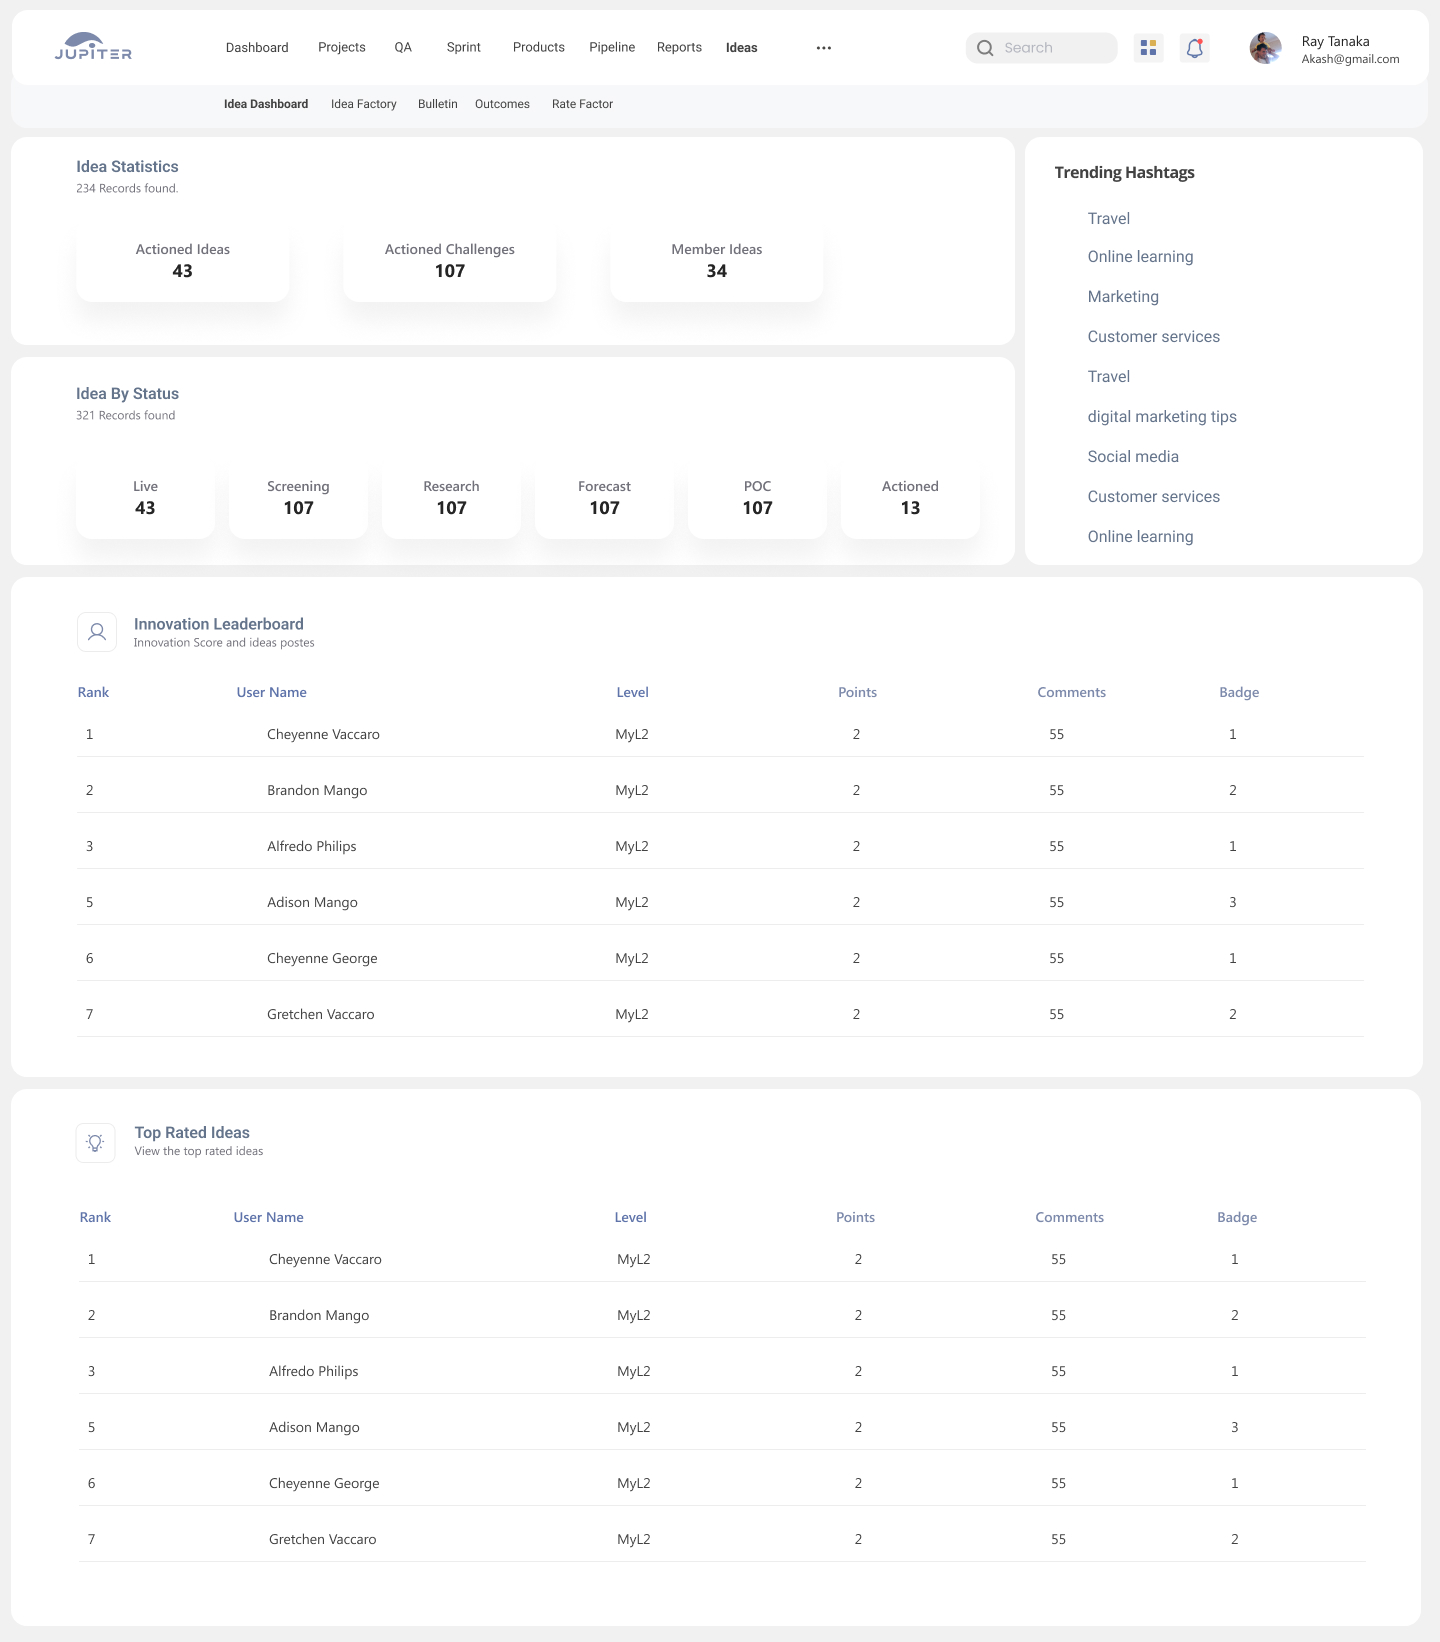 JUPITER
Dashboard Projects QA Sprint Products Pipeline Reports Ideas
Search
Ray Tanaka
Akash@gmail.com
Idea Dashboard Idea Factory Bulletin Outcomes Rate Factor
Idea Statistics
234 Records found.
Actioned Ideas
43
Actioned Challenges
107
Member Ideas
34
Idea By Status
321 Records found
Live
43
Screening
107
Research
107
Forecast
107
POC
107
Actioned
13
Trending Hashtags
Travel
Online learning
Marketing
Customer services
Travel
digital marketing tips
Social media
Customer services
Online learning
Innovation Leaderboard
Innovation Score and ideas postes
Rank User Name Level Points Comments Badge
1 Cheyenne Vaccaro MyL2 2 55 1
2 Brandon Mango MyL2 2 55 2
3 Alfredo Philips MyL2 2 55 1
5 Adison Mango MyL2 2 55 3
6 Cheyenne George MyL2 2 55 1
7 Gretchen Vaccaro MyL2 2 55 2
Top Rated Ideas
View the top rated ideas
Rank User Name Level Points Comments Badge
1 Cheyenne Vaccaro MyL2 2 55 1
2 Brandon Mango MyL2 2 55 2
3 Alfredo Philips MyL2 2 55 1
5 Adison Mango MyL2 2 55 3
6 Cheyenne George MyL2 2 55 1
7 Gretchen Vaccaro MyL2 2 55 2